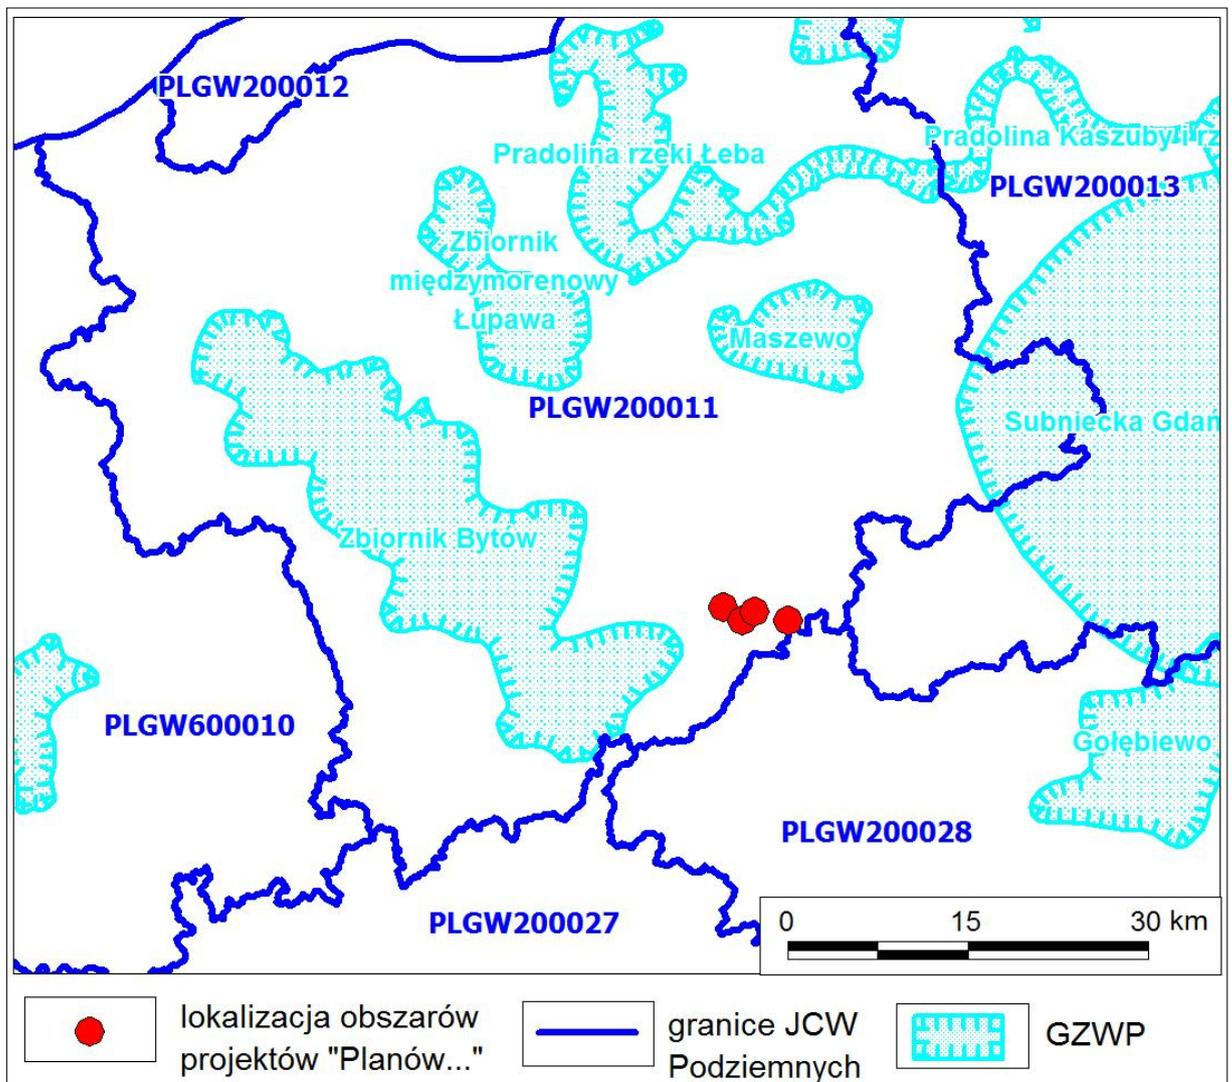 PLGW200012
Pradolina rzeki Łeba
Pradolina Kaszuby i rz
PLGW200013
Zbiornik
międzymorenowy
Łupawa
Maszewo
PLGW200011
Subniecka Gdań
Zbiornik Bytów
PLGW600010
Gołębiewo
PLGW200028
PLGW200027
0 15 30 km
lokalizacja obszarów
projektów "Planów..."
granice JCW
Podziemnych
GZWP